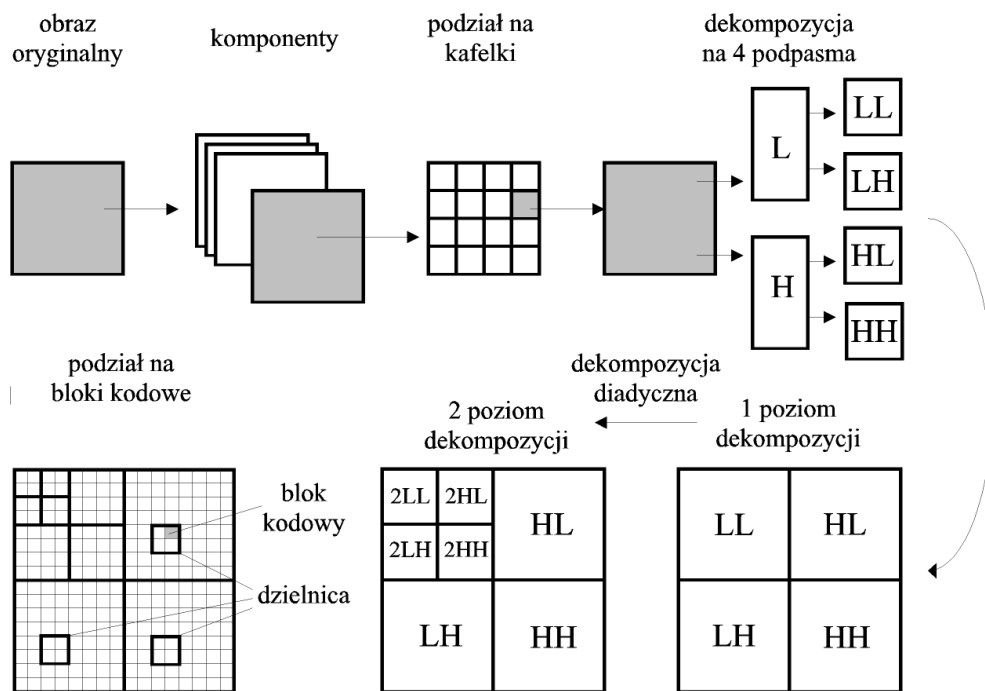 obraz
oryginalny
komponenty
podział na
kafelki
dekompozycja
na 4 podpasma
L
LL
LH
H
HL
HH
podział na
bloki kodowe
dekompozycja
diadyczna
2 poziom
dekompozycji
1 poziom
dekompozycji
blok
kodowy
dzielnica
2LL 2HL
2LH 2HH
HL
LH HH
LL HL
LH HH